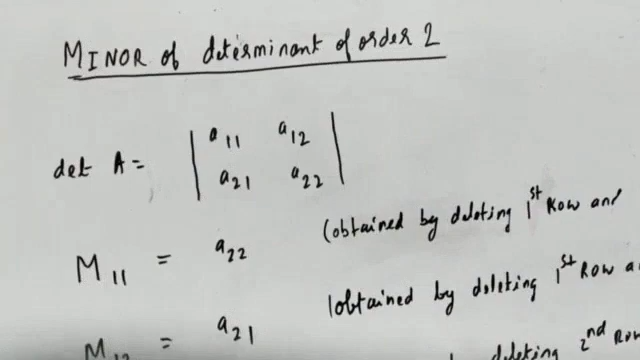 MINOR of determinant of order 2
det A = | a11 a12 |
| a21 a22 |
M11 = a22 (obtained by deleting 1st Row and
M12 = a21 (obtained by deleting 1st Row a
deleting 2nd Row